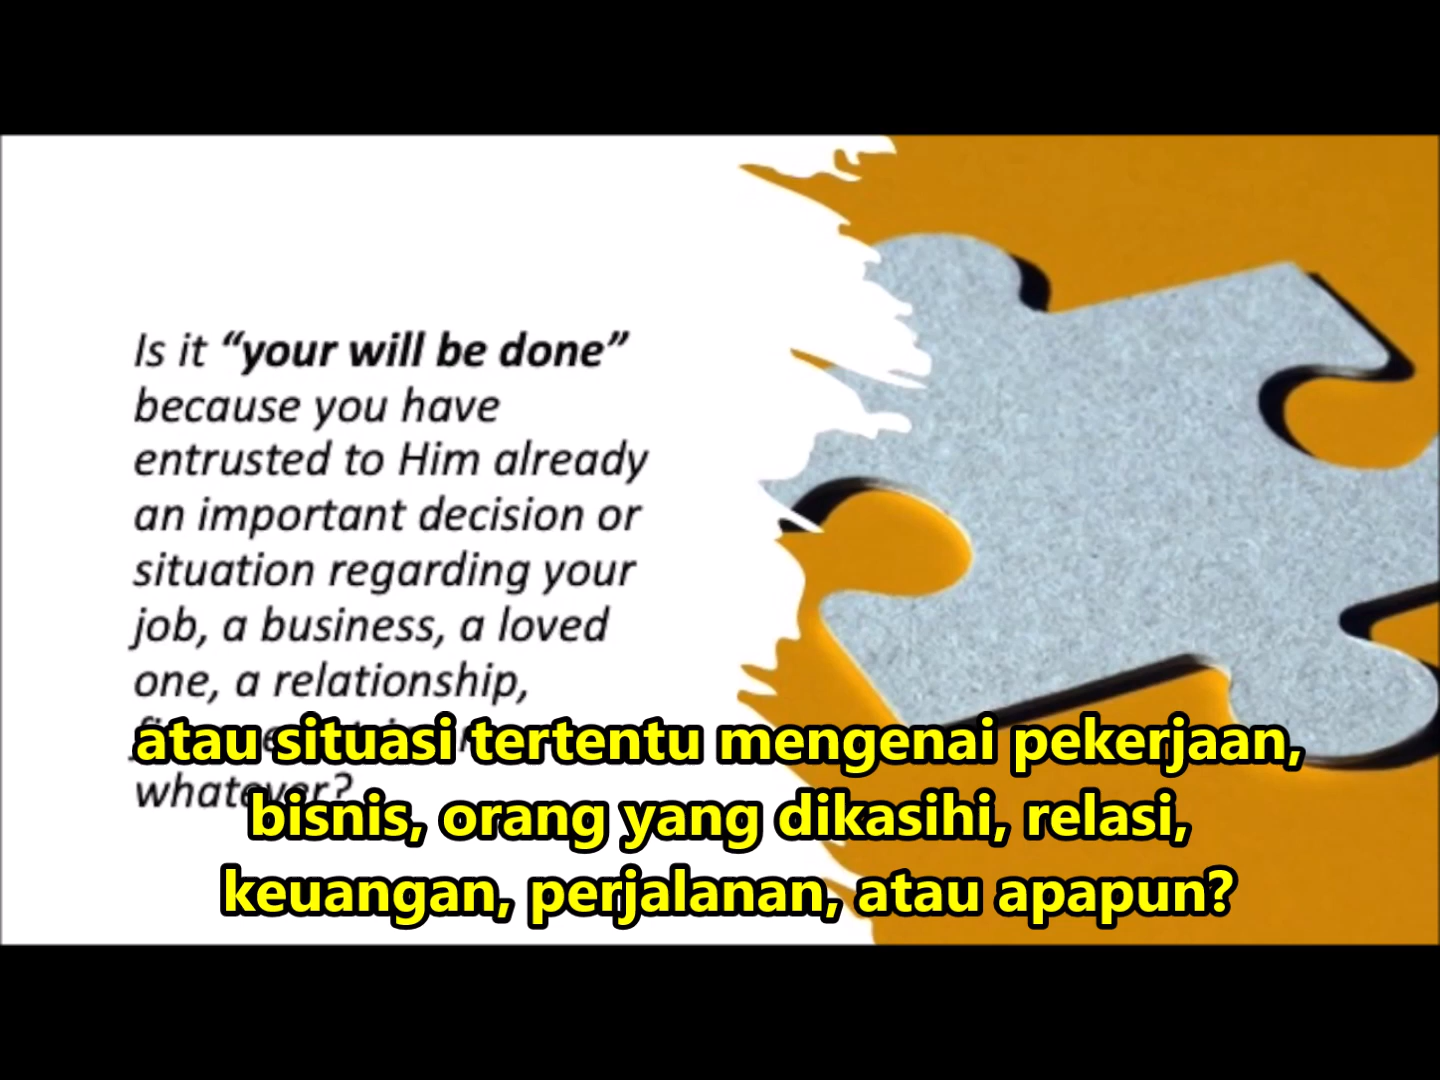 Is it “your will be done”
because you have
entrusted to Him already
an important decision or
situation regarding your
job, a business, a loved
one, a relationship,
whatever?
atau situasi tertentu mengenai pekerjaan,
bisnis, orang yang dikasihi, relasi,
keuangan, perjalanan, atau apapun?